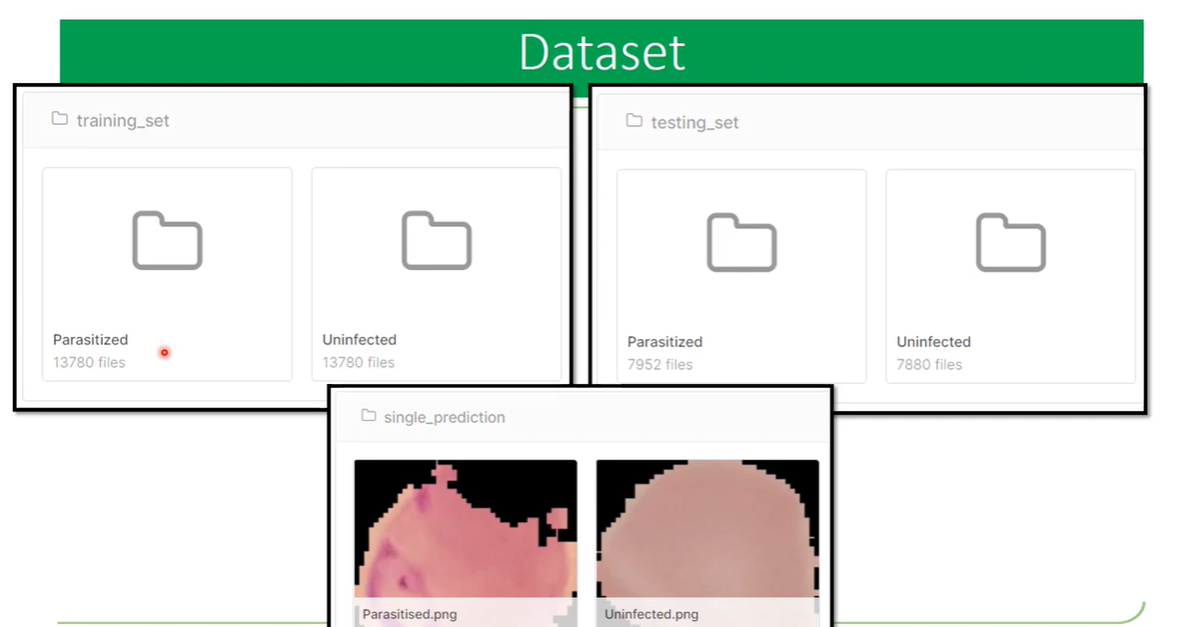 Dataset
training_set
Parasitized
13780 files
Uninfected
13780 files
testing_set
Parasitized
7952 files
Uninfected
7880 files
single_prediction
Parasitised.png
Uninfected.png